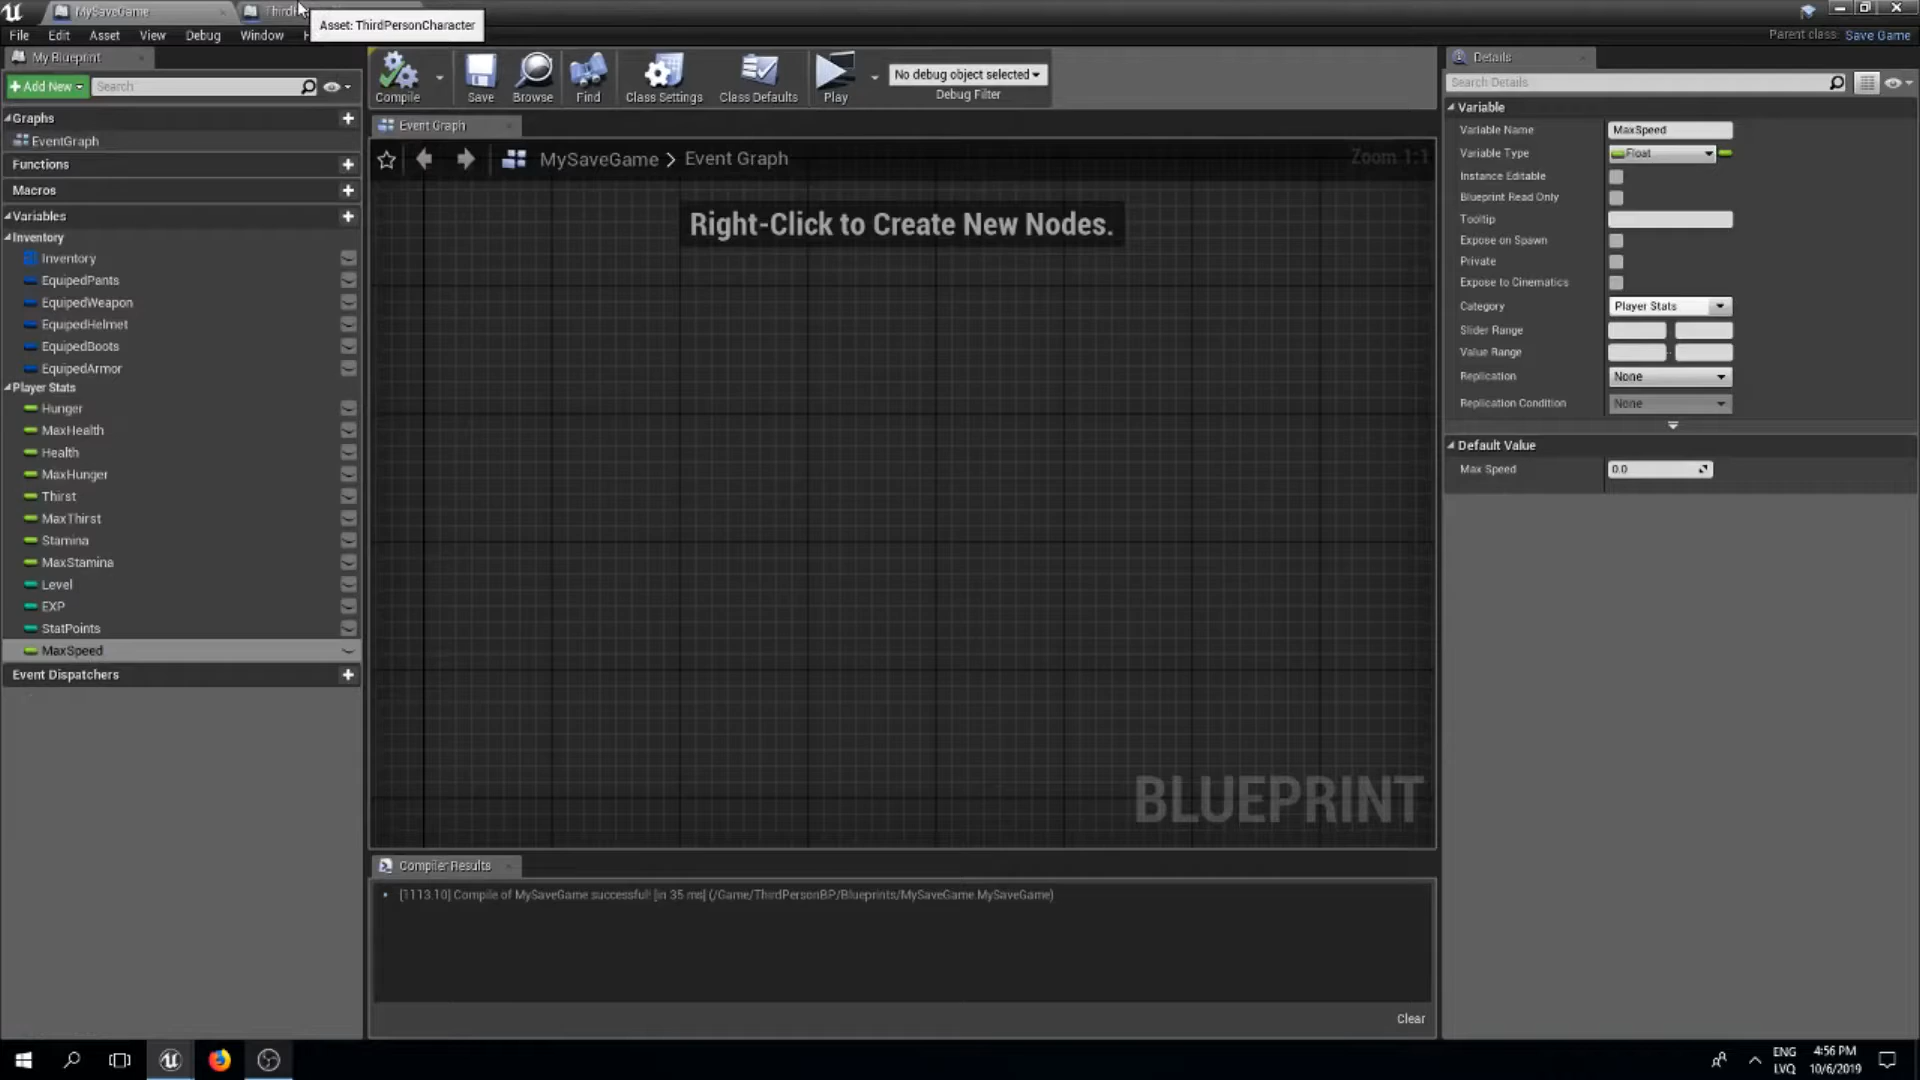 MySaveGame
Third
Asset: ThirdPersonCharacter
File Edit Asset View Debug Window
Parent class: Save Game
My Blueprint
Add New
Search
Compile
Save
Browse
Find
Class Settings
Class Defaults
Play
No debug object selected
Debug Filter
Details
Search Details
Graphs
EventGraph
Functions
Macros
Variables
Inventory
Inventory
EquipedPants
EquipedWeapon
EquipedHelmet
EquipedBoots
EquipedArmor
Player Stats
Hunger
MaxHealth
Health
MaxHunger
Thirst
MaxThirst
Stamina
MaxStamina
Level
EXP
StatPoints
MaxSpeed
Event Dispatchers
Event Graph
MySaveGame > Event Graph
Zoom 1:1
Right-Click to Create New Nodes.
BLUEPRINT
Compiler Results
[1113.10] Compile of MySaveGame successful! [in 35 ms] (/Game/ThirdPersonBP/Blueprints/MySaveGame.MySaveGame)
Clear
Variable
Variable Name MaxSpeed
Variable Type Float
Instance Editable
Blueprint Read Only
Tooltip
Expose on Spawn
Private
Expose to Cinematics
Category Player Stats
Slider Range
Value Range
Replication None
Replication Condition None
Default Value
Max Speed 0.0
ENG
LVQ
4:56 PM
10/6/2019